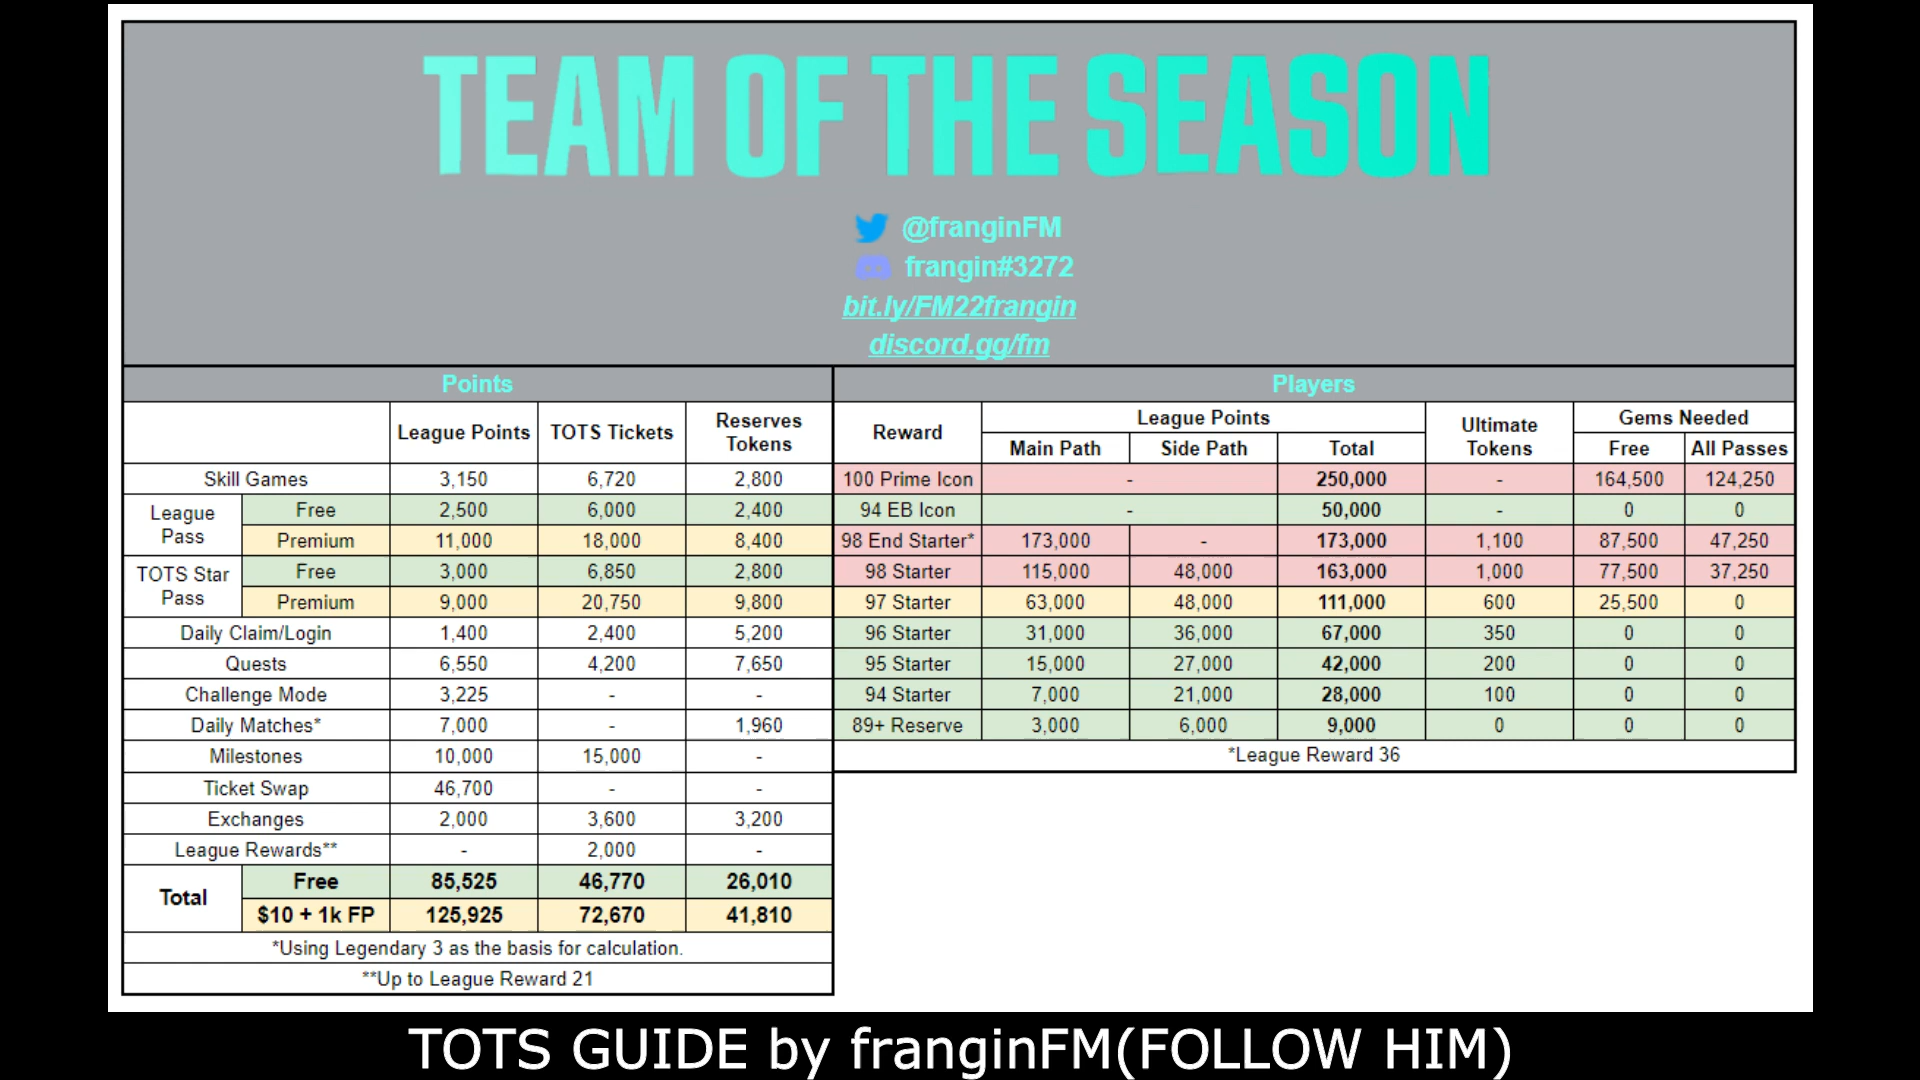 TEAM OF THE SEASON
@franginFM
frangin#3272
bit.ly/FM22frangin
discord.gg/fm
Points
League Points TOTS Tickets Reserves Tokens
Skill Games 3,150 6,720 2,800
League Pass Free 2,500 6,000 2,400
Premium 11,000 18,000 8,400
TOTS Star Pass Free 3,000 6,850 2,800
Premium 9,000 20,750 9,800
Daily Claim/Login 1,400 2,400 5,200
Quests 6,550 4,200 7,650
Challenge Mode 3,225 - -
Daily Matches* 7,000 - 1,960
Milestones 10,000 15,000 -
Ticket Swap 46,700 - -
Exchanges 2,000 3,600 3,200
League Rewards** - 2,000 -
Total Free 85,525 46,770 26,010
$10 + 1k FP 125,925 72,670 41,810
*Using Legendary 3 as the basis for calculation.
**Up to League Reward 21
Players
Reward League Points Ultimate Tokens Gems Needed
Main Path Side Path Total Free All Passes
100 Prime Icon - 250,000 - 164,500 124,250
94 EB Icon - 50,000 - 0 0
98 End Starter* 173,000 - 173,000 1,100 87,500 47,250
98 Starter 115,000 48,000 163,000 1,000 77,500 37,250
97 Starter 63,000 48,000 111,000 600 25,500 0
96 Starter 31,000 36,000 67,000 350 0 0
95 Starter 15,000 27,000 42,000 200 0 0
94 Starter 7,000 21,000 28,000 100 0 0
89+ Reserve 3,000 6,000 9,000 0 0 0
*League Reward 36
TOTS GUIDE by franginFM(FOLLOW HIM)